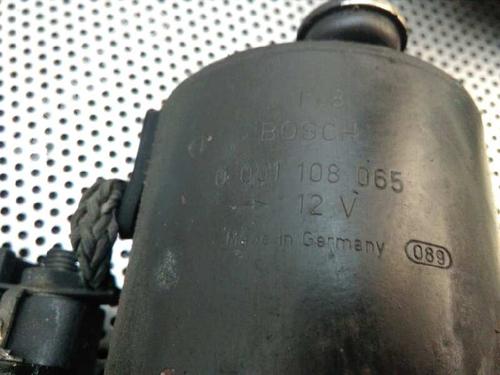 BOSCH
0 001 108 065
→ 12 V
Made in Germany 089